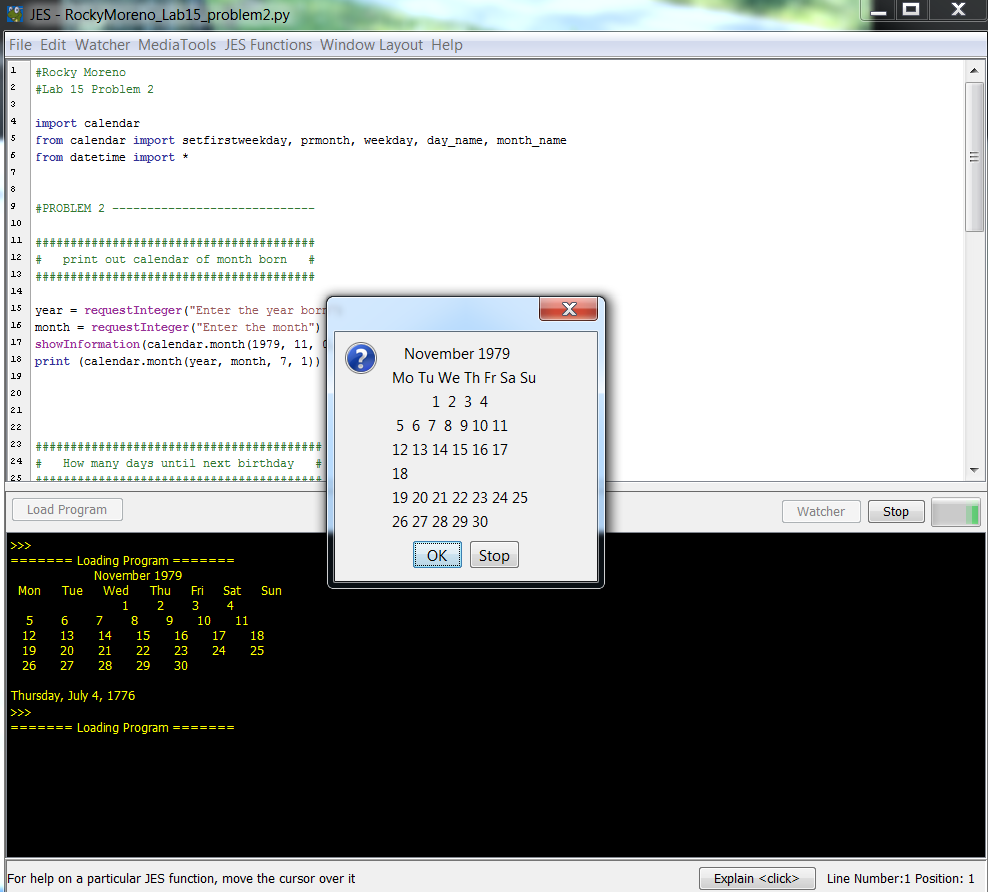 JES - RockyMoreno_Lab15_problem2.py
File Edit Watcher MediaTools JES Functions Window Layout Help
1 #Rocky Moreno
2 #Lab 15 Problem 2
3
4 import calendar
5 from calendar import setfirstweekday, prmonth, weekday, day_name, month_name
6 from datetime import *
7
8
9 #PROBLEM 2 -----------------------------
10
11 ########################################
12 #   print out calendar of month born   #
13 ########################################
14
15 year = requestInteger("Enter the year born
16 month = requestInteger("Enter the month")
17 showInformation(calendar.month(1979, 11,
18 print (calendar.month(year, month, 7, 1))
19
20
21
22
23 #########################################
24 #   How many days until next birthday   #
25 #########################################
November 1979
Mo Tu We Th Fr Sa Su
1 2 3 4
5 6 7 8 9 10 11
12 13 14 15 16 17
18
19 20 21 22 23 24 25
26 27 28 29 30
OK Stop
Load Program Watcher Stop
>>>
======= Loading Program =======
November 1979
Mon Tue Wed Thu Fri Sat Sun
1 2 3 4
5 6 7 8 9 10 11
12 13 14 15 16 17 18
19 20 21 22 23 24 25
26 27 28 29 30
Thursday, July 4, 1776
>>>
======= Loading Program =======
For help on a particular JES function, move the cursor over it Explain <click> Line Number:1 Position: 1